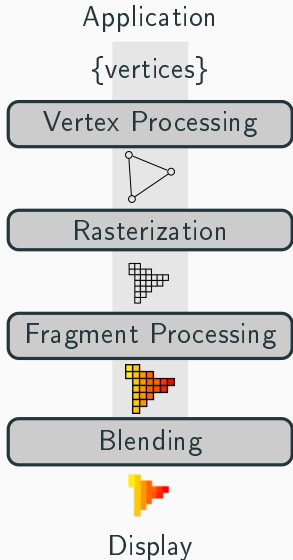 Application
{vertices}
Vertex Processing
Rasterization
Fragment Processing
Blending
Display